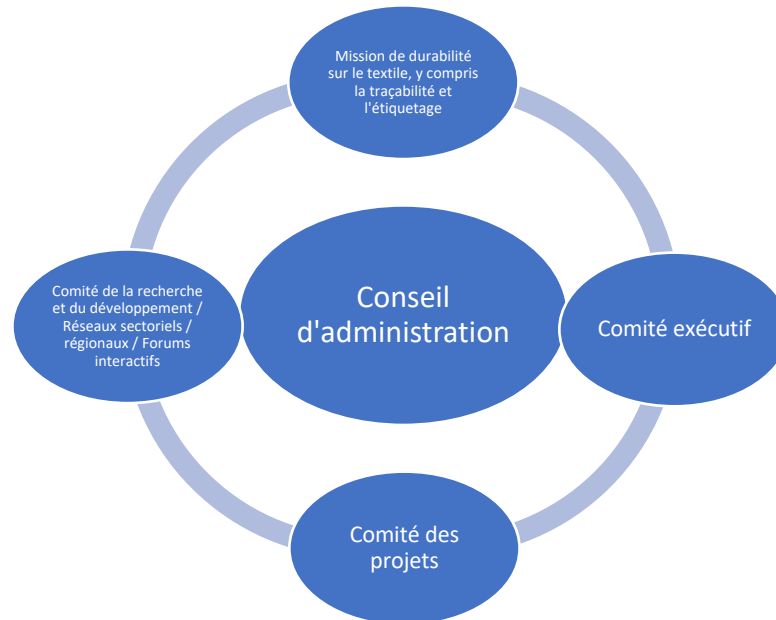 Mission de durabilité
sur le textile, y compris
la traçabilité et
l'étiquetage
Conseil
d'administration
Comité de la recherche
et du développement /
Réseaux sectoriels /
régionaux / Forums
interactifs
Comité exécutif
Comité des
projets